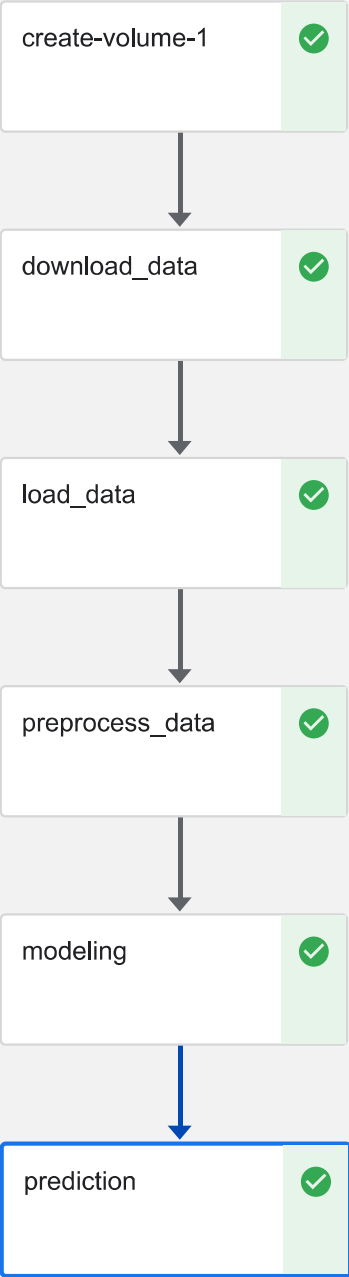 create-volume-1
download_data
load_data
preprocess_data
modeling
prediction